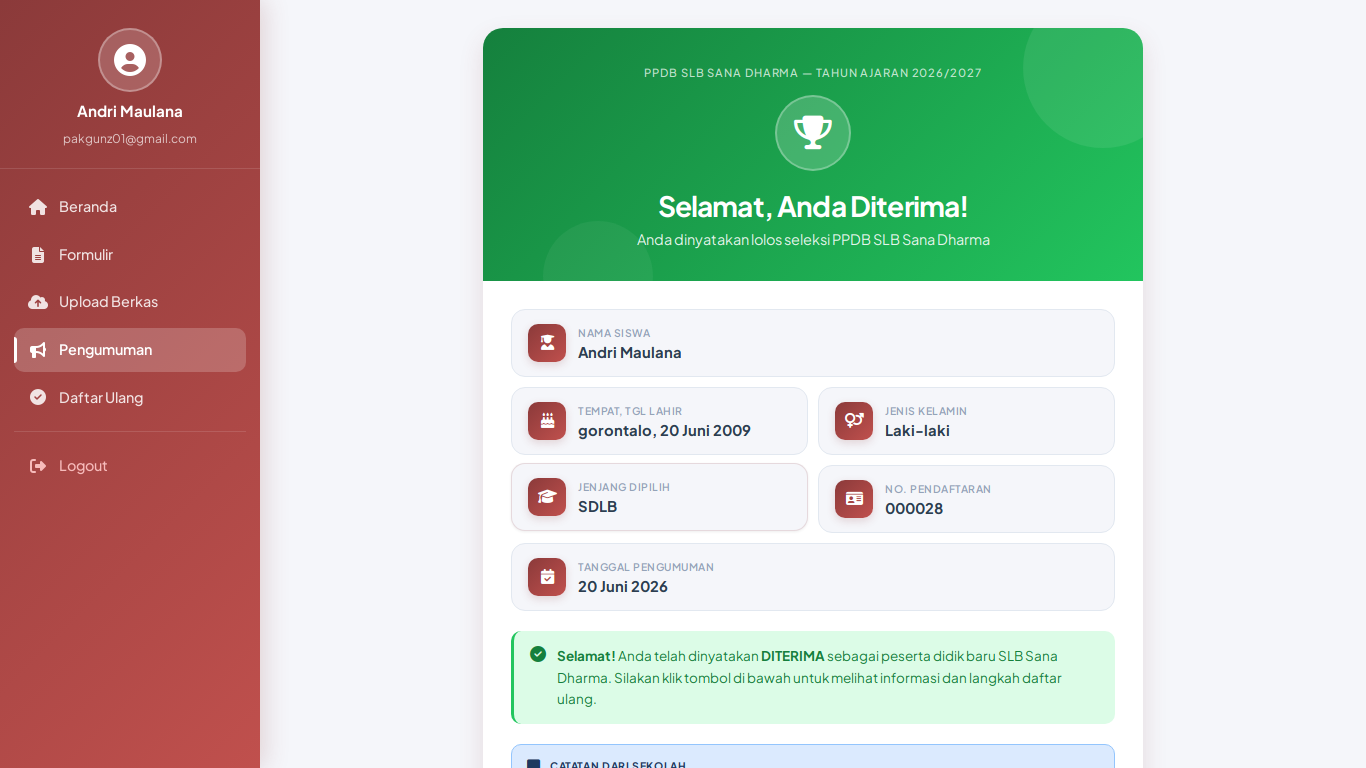 Andri Maulana
pakgunz01@gmail.com
Beranda
Formulir
Upload Berkas
Pengumuman
Daftar Ulang
Logout
PPDB SLB SANA DHARMA — TAHUN AJARAN 2026/2027
Selamat, Anda Diterima!
Anda dinyatakan lolos seleksi PPDB SLB Sana Dharma
NAMA SISWA
Andri Maulana
TEMPAT, TGL LAHIR
gorontalo, 20 Juni 2009
JENIS KELAMIN
Laki-laki
JENJANG DIPILIH
SDLB
NO. PENDAFTARAN
000028
TANGGAL PENGUMUMAN
20 Juni 2026
Selamat! Anda telah dinyatakan DITERIMA sebagai peserta didik baru SLB Sana
Dharma. Silakan klik tombol di bawah untuk melihat informasi dan langkah daftar
ulang.
CATATAN DARI SEKOLAH